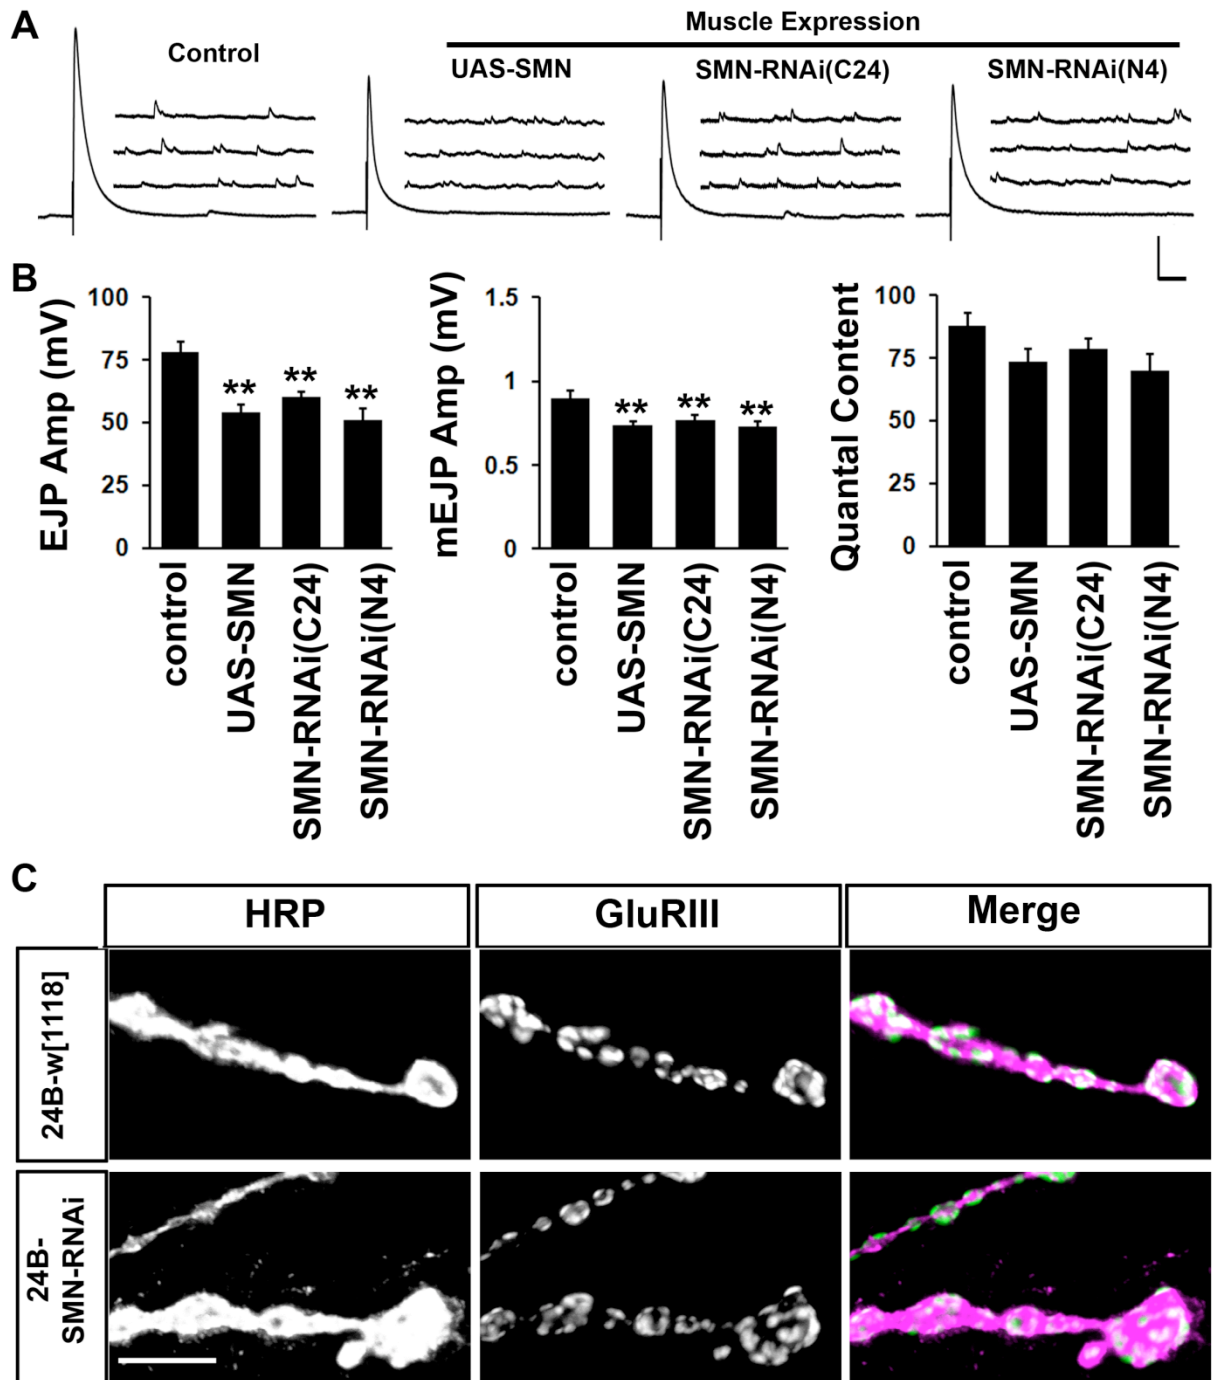 A
Muscle Expression
Control
UAS-SMN
SMN-RNAi(C24)
SMN-RNAi(N4)
B
EJP Amp (mV)
100
75
50
25
0
**
**
**
control
UAS-SMN
SMN-RNAi(C24)
SMN-RNAi(N4)
mEJP Amp (mV)
1.5
1
0.5
0
**
**
**
control
UAS-SMN
SMN-RNAi(C24)
SMN-RNAi(N4)
Quantal Content
100
75
50
25
0
control
UAS-SMN
SMN-RNAi(C24)
SMN-RNAi(N4)
C
HRP
GluRIII
Merge
24B-w[1118]
24B-
SMN-RNAi